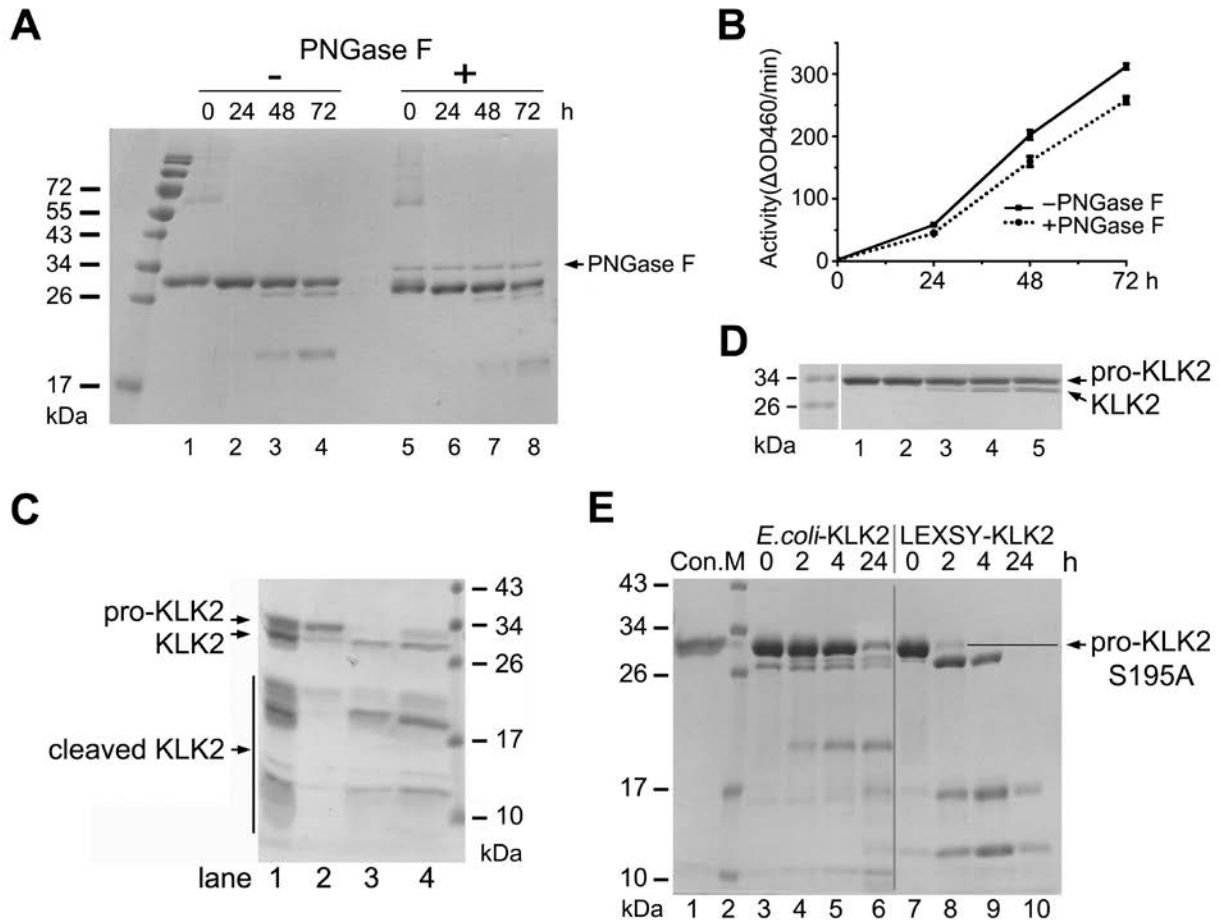 A
PNGase F
- +
0 24 48 72 0 24 48 72 h
72
55
43
34
26
17
kDa
PNGase F
1 2 3 4 5 6 7 8
B
Activity(ΔOD460/min)
300
200
100
0
0 24 48 72 h
–PNGase F
+PNGase F
D
34
26
kDa
pro-KLK2
KLK2
1 2 3 4 5
C
pro-KLK2
KLK2
cleaved KLK2
43
34
26
17
10
kDa
lane 1 2 3 4
E
E.coli-KLK2 LEXSY-KLK2
Con. M 0 2 4 24 0 2 4 24 h
43
34
26
17
10
kDa
pro-KLK2
S195A
1 2 3 4 5 6 7 8 9 10